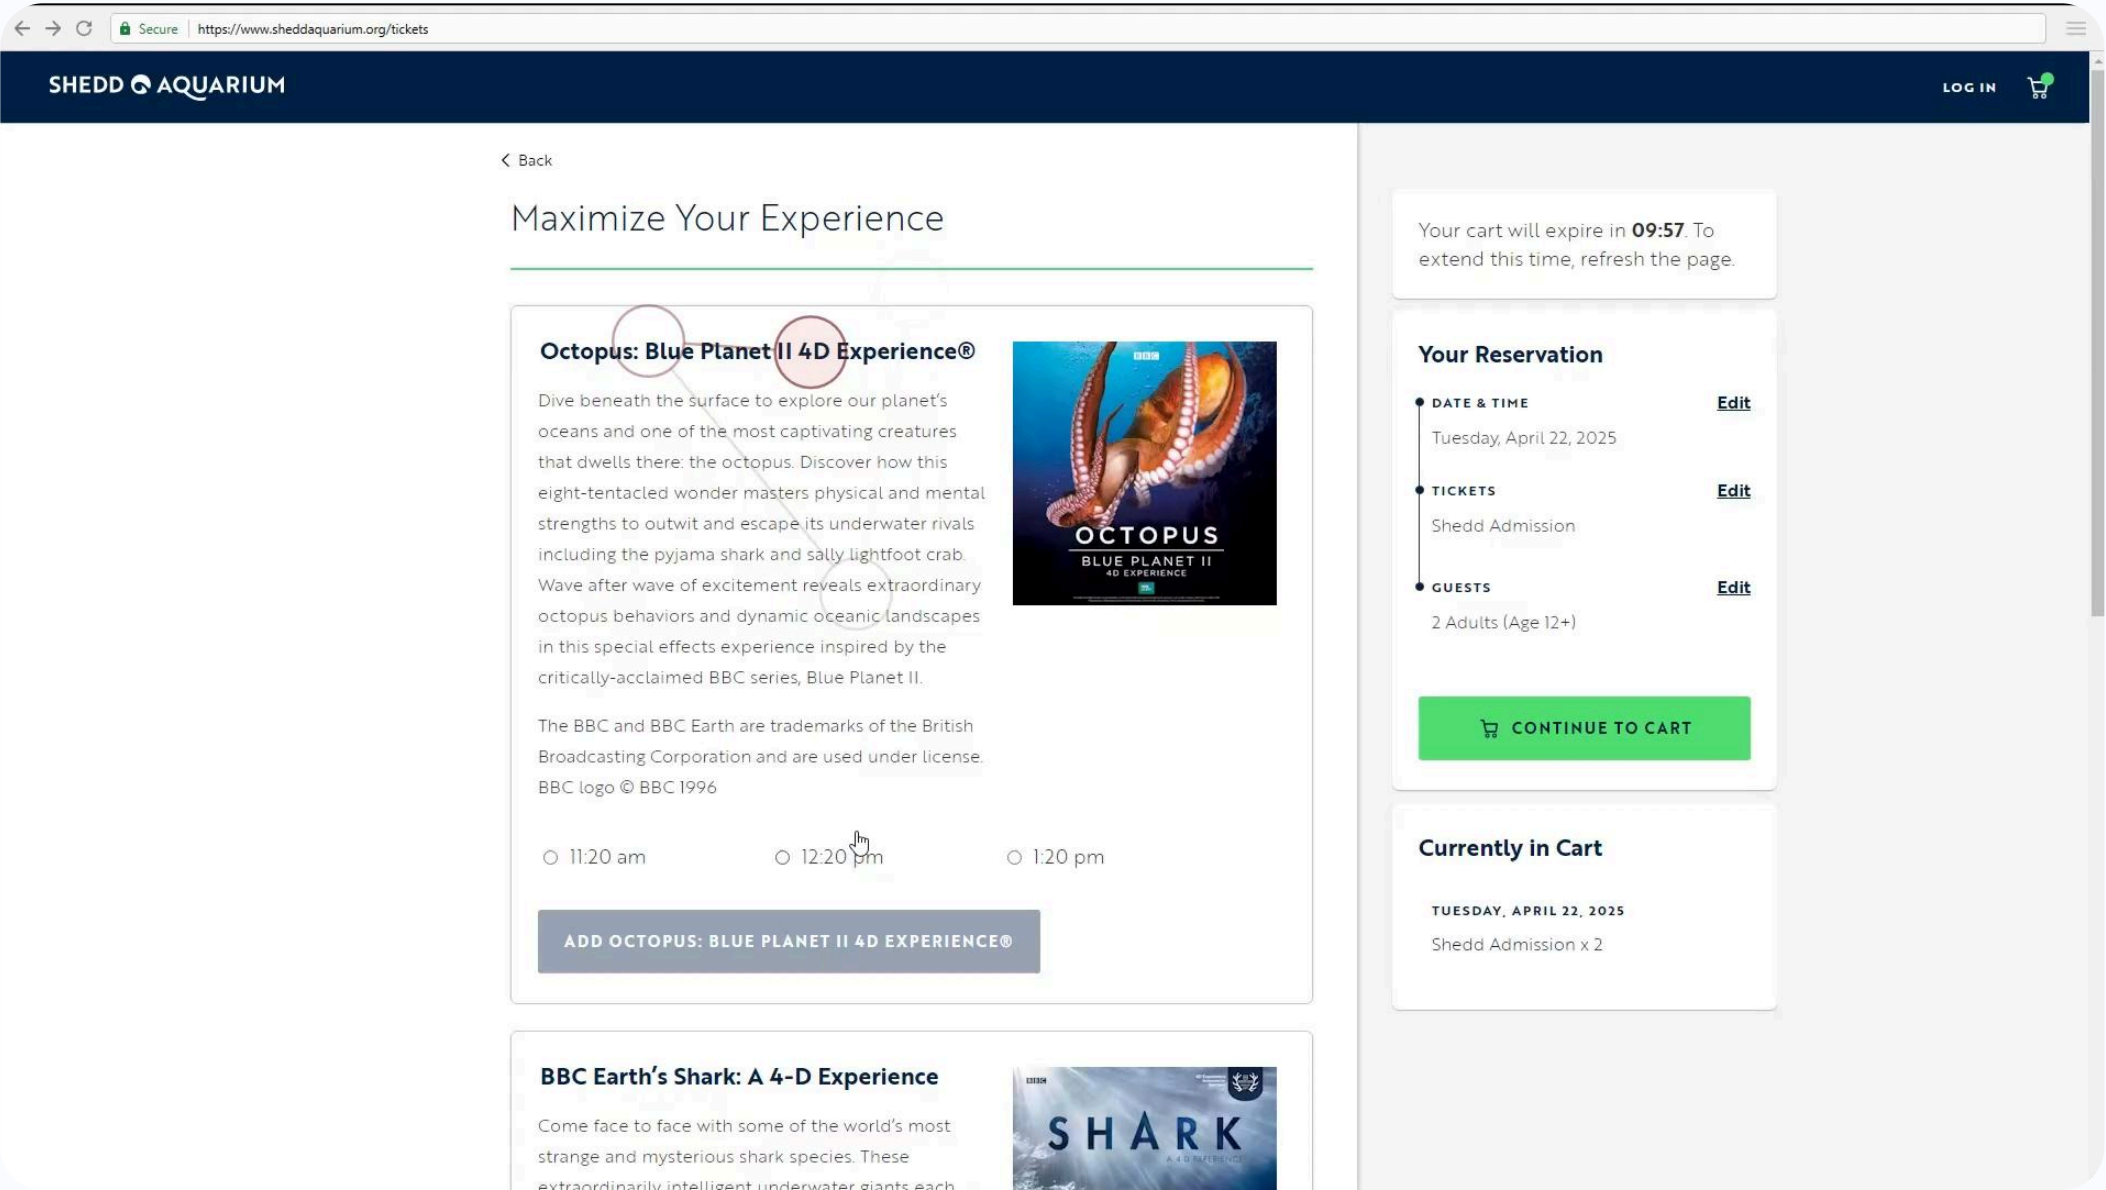 Secure
https://www.sheddaquarium.org/tickets
SHEDD AQUARIUM
LOG IN
Back
Maximize Your Experience
Octopus: Blue Planet II 4D Experience®
Dive beneath the surface to explore our planet's
oceans and one of the most captivating creatures
that dwells there: the octopus. Discover how this
eight-tentacled wonder masters physical and mental
strengths to outwit and escape its underwater rivals
including the pyjama shark and sally lightfoot crab.
Wave after wave of excitement reveals extraordinary
octopus behaviors and dynamic oceanic landscapes
in this special effects experience inspired by the
critically-acclaimed BBC series, Blue Planet II.
The BBC and BBC Earth are trademarks of the British
Broadcasting Corporation and are used under license.
BBC logo © BBC 1996
BBC
OCTOPUS
BLUE PLANET II
4D EXPERIENCE
11:20 am
12:20 pm
1:20 pm
ADD OCTOPUS: BLUE PLANET II 4D EXPERIENCE®
BBC Earth's Shark: A 4-D Experience
Come face to face with some of the world's most
strange and mysterious shark species. These
extraordinarily intelligent underwater giants each
BBC
SHARK
A 4D EXPERIENCE
Your cart will expire in 09:57. To
extend this time, refresh the page.
Your Reservation
DATE & TIME
Edit
Tuesday, April 22, 2025
TICKETS
Edit
Shedd Admission
GUESTS
Edit
2 Adults (Age 12+)
CONTINUE TO CART
Currently in Cart
TUESDAY, APRIL 22, 2025
Shedd Admission x 2